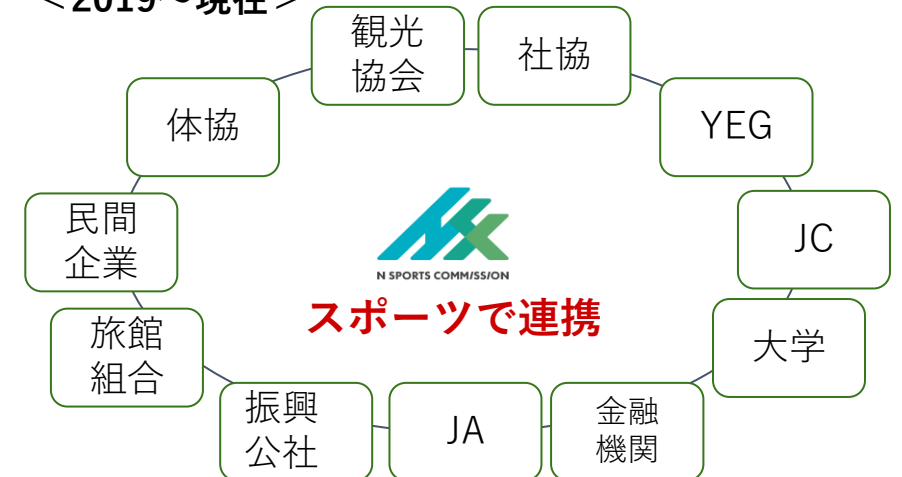 ＜2019～現在＞
観光
協会
社協
体協
YEG
民間
企業
JC
N SPORTS COMMISSION
スポーツで連携
旅館
組合
大学
振興
公社
JA
金融
機関